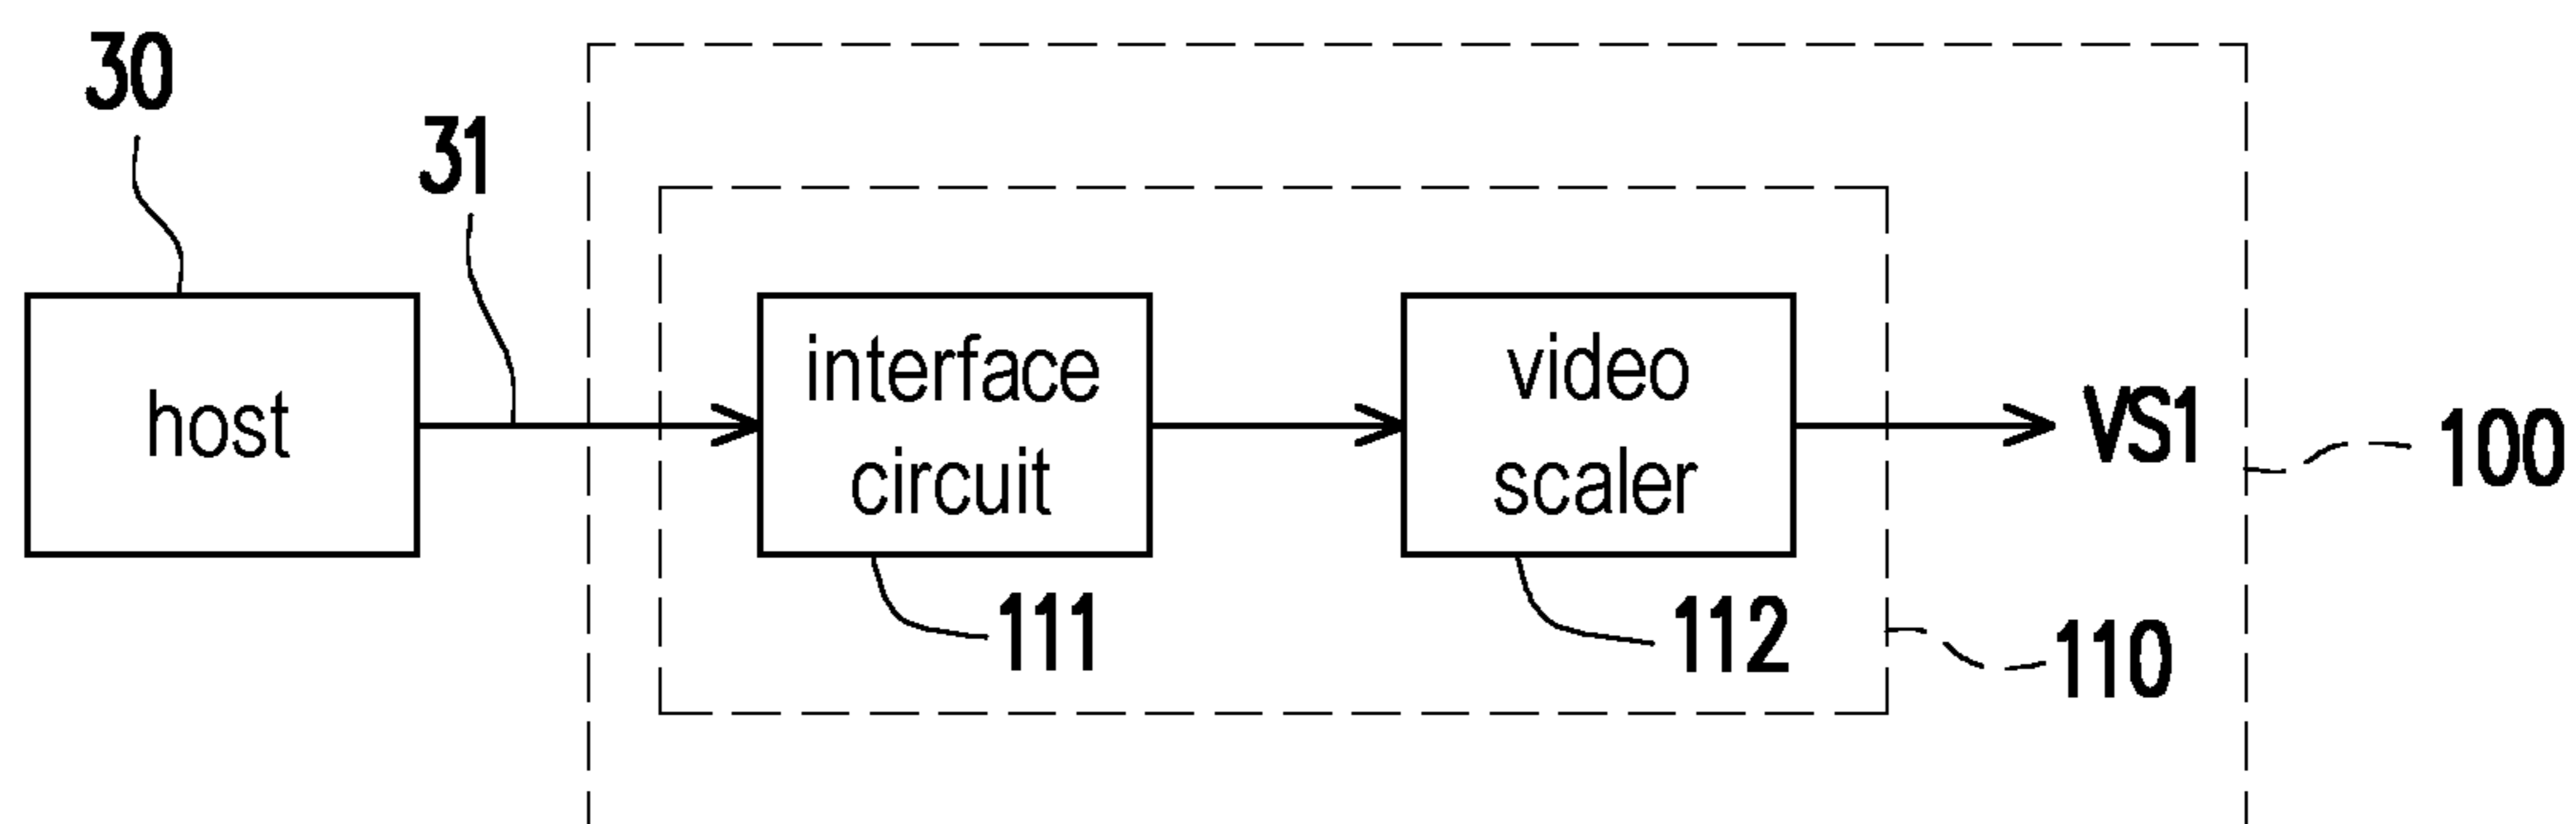 30
31
host
interface
circuit
video
scaler
VS1
100
111
112
110